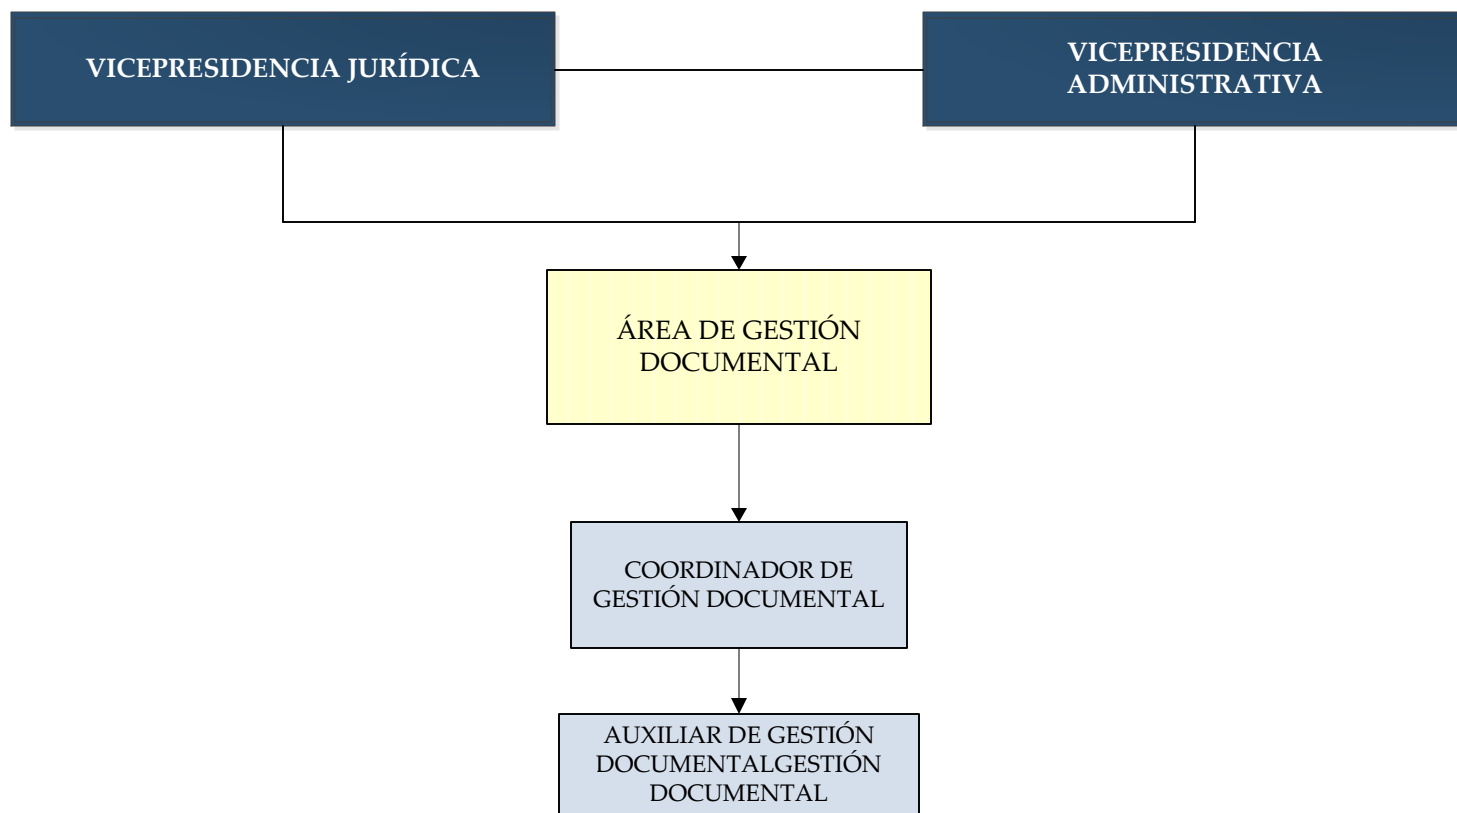 VICEPRESIDENCIA JURÍDICA
VICEPRESIDENCIA
ADMINISTRATIVA
ÁREA DE GESTIÓN
DOCUMENTAL
COORDINADOR DE
GESTIÓN DOCUMENTAL
AUXILIAR DE GESTIÓN
DOCUMENTALGESTIÓN
DOCUMENTAL